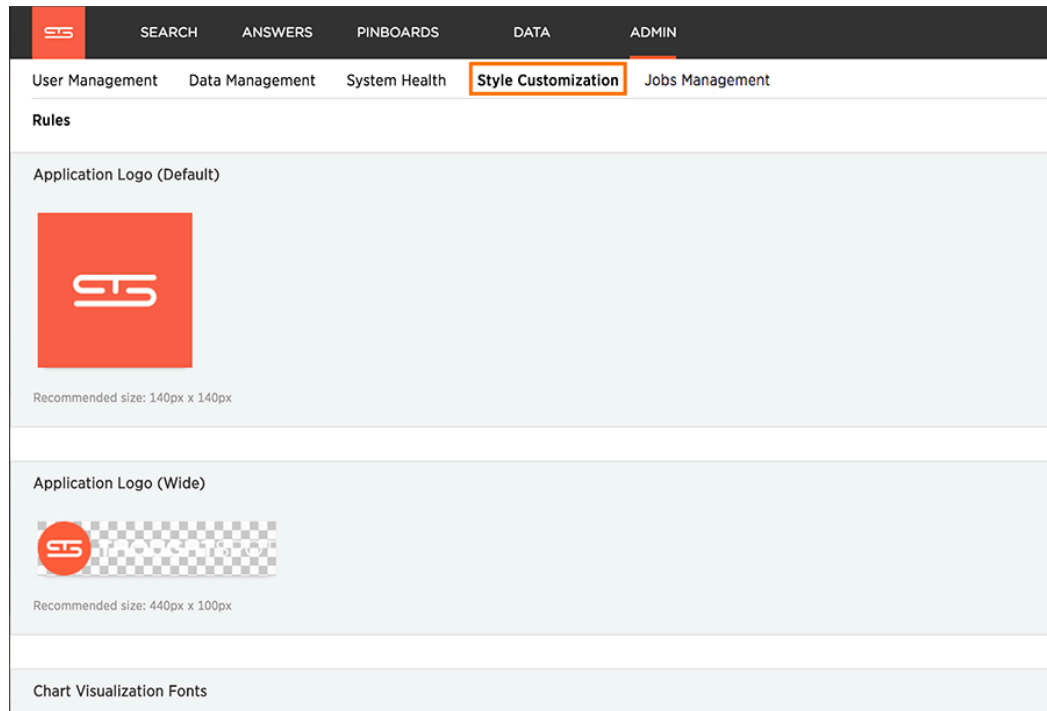 SEARCH ANSWERS PINBOARDS DATA ADMIN
User Management Data Management System Health Style Customization Jobs Management
Rules
Application Logo (Default)
Recommended size: 140px x 140px
Application Logo (Wide)
THOUGHTSPOT
Recommended size: 440px x 100px
Chart Visualization Fonts